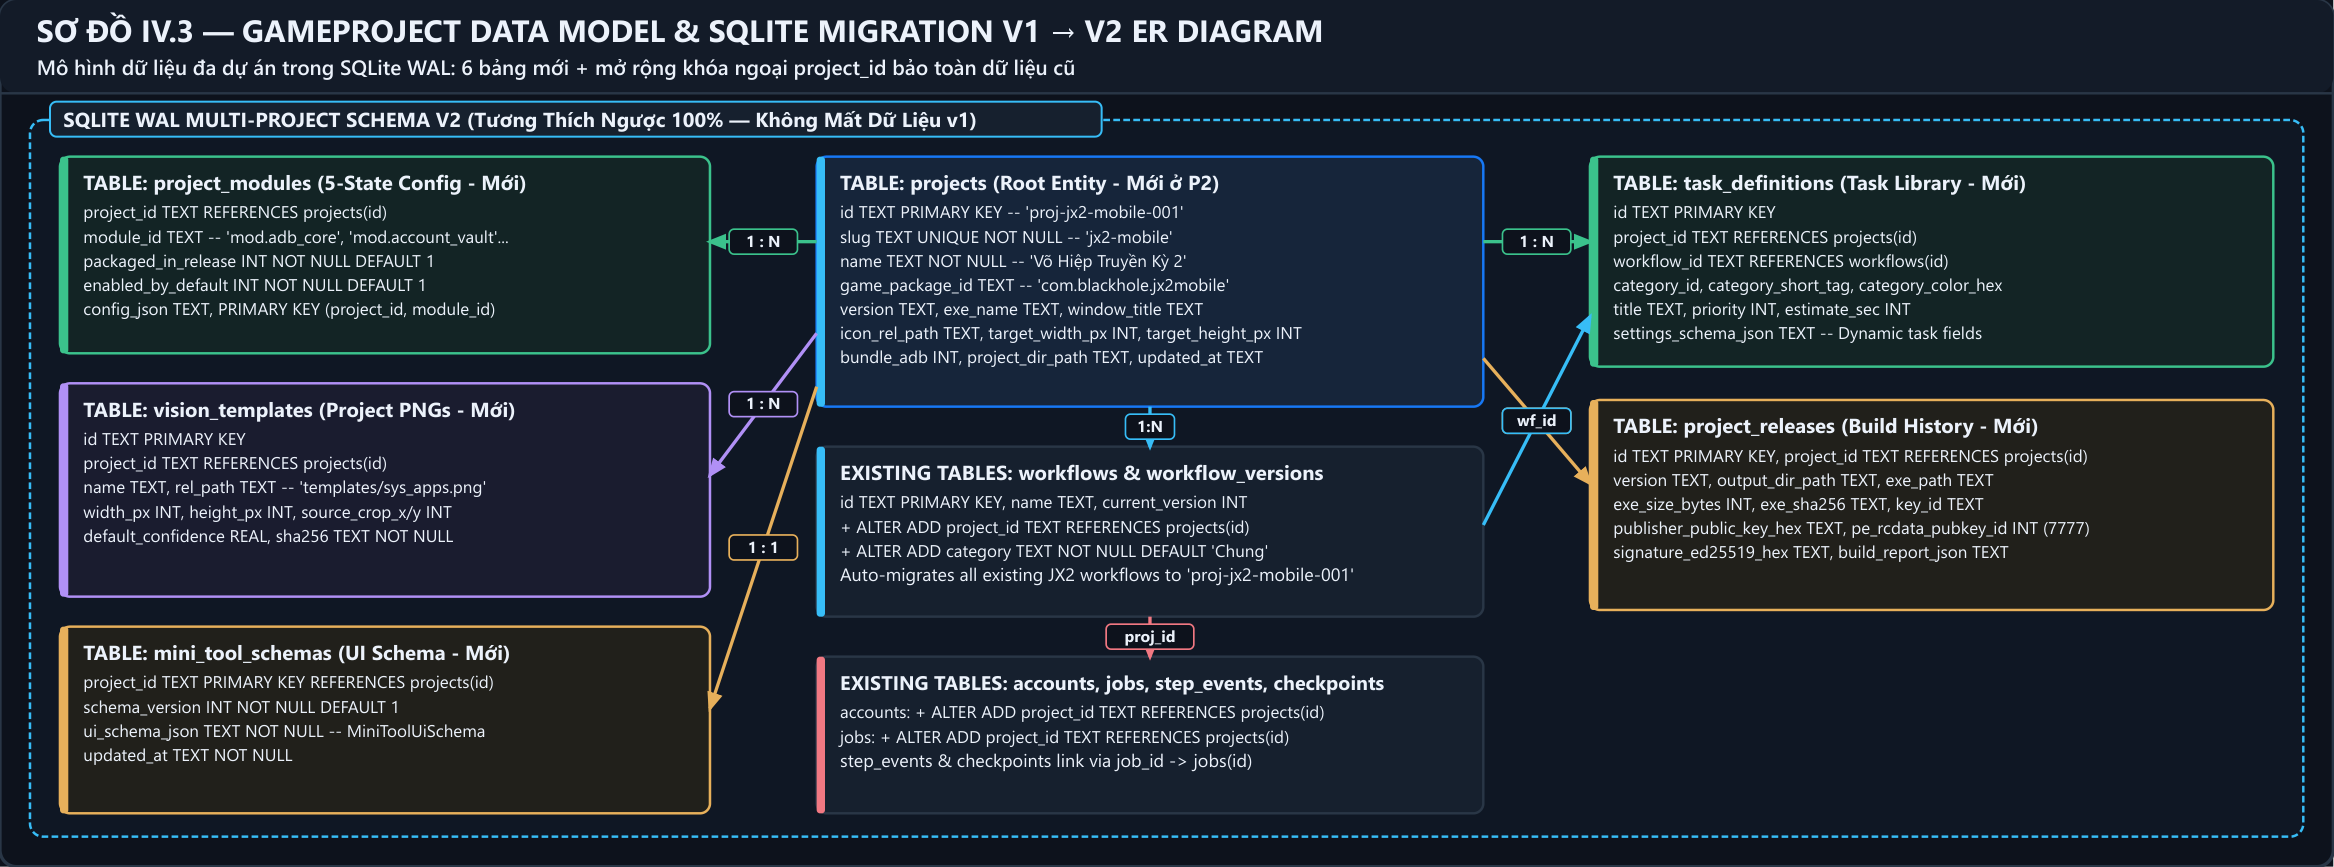 SƠ ĐỒ IV.3 — GAMEPROJECT DATA MODEL & SQLITE MIGRATION V1 → V2 ER DIAGRAM
Mô hình dữ liệu đa dự án trong SQLite WAL: 6 bảng mới + mở rộng khóa ngoại project_id bảo toàn dữ liệu cũ
SQLITE WAL MULTI-PROJECT SCHEMA V2 (Tương Thích Ngược 100% — Không Mất Dữ Liệu v1)
TABLE: project_modules (5-State Config - Mới)
project_id TEXT REFERENCES projects(id)
module_id TEXT -- 'mod.adb_core', 'mod.account_vault'...
packaged_in_release INT NOT NULL DEFAULT 1
enabled_by_default INT NOT NULL DEFAULT 1
config_json TEXT, PRIMARY KEY (project_id, module_id)
1 : N
TABLE: projects (Root Entity - Mới ở P2)
id TEXT PRIMARY KEY -- 'proj-jx2-mobile-001'
slug TEXT UNIQUE NOT NULL -- 'jx2-mobile'
name TEXT NOT NULL -- 'Võ Hiệp Truyền Kỳ 2'
game_package_id TEXT -- 'com.blackhole.jx2mobile'
version TEXT, exe_name TEXT, window_title TEXT
icon_rel_path TEXT, target_width_px INT, target_height_px INT
bundle_adb INT, project_dir_path TEXT, updated_at TEXT
1 : N
TABLE: task_definitions (Task Library - Mới)
id TEXT PRIMARY KEY
project_id TEXT REFERENCES projects(id)
workflow_id TEXT REFERENCES workflows(id)
category_id, category_short_tag, category_color_hex
title TEXT, priority INT, estimate_sec INT
settings_schema_json TEXT -- Dynamic task fields
TABLE: vision_templates (Project PNGs - Mới)
id TEXT PRIMARY KEY
project_id TEXT REFERENCES projects(id)
name TEXT, rel_path TEXT -- 'templates/sys_apps.png'
width_px INT, height_px INT, source_crop_x/y INT
default_confidence REAL, sha256 TEXT NOT NULL
1 : N
1:N
wf_id
TABLE: project_releases (Build History - Mới)
id TEXT PRIMARY KEY, project_id TEXT REFERENCES projects(id)
version TEXT, output_dir_path TEXT, exe_path TEXT
exe_size_bytes INT, exe_sha256 TEXT, key_id TEXT
publisher_public_key_hex TEXT, pe_rcdata_pubkey_id INT (7777)
signature_ed25519_hex TEXT, build_report_json TEXT
EXISTING TABLES: workflows & workflow_versions
id TEXT PRIMARY KEY, name TEXT, current_version INT
+ ALTER ADD project_id TEXT REFERENCES projects(id)
+ ALTER ADD category TEXT NOT NULL DEFAULT 'Chung'
Auto-migrates all existing JX2 workflows to 'proj-jx2-mobile-001'
1 : 1
proj_id
TABLE: mini_tool_schemas (UI Schema - Mới)
project_id TEXT PRIMARY KEY REFERENCES projects(id)
schema_version INT NOT NULL DEFAULT 1
ui_schema_json TEXT NOT NULL -- MiniToolUiSchema
updated_at TEXT NOT NULL
EXISTING TABLES: accounts, jobs, step_events, checkpoints
accounts: + ALTER ADD project_id TEXT REFERENCES projects(id)
jobs: + ALTER ADD project_id TEXT REFERENCES projects(id)
step_events & checkpoints link via job_id -> jobs(id)